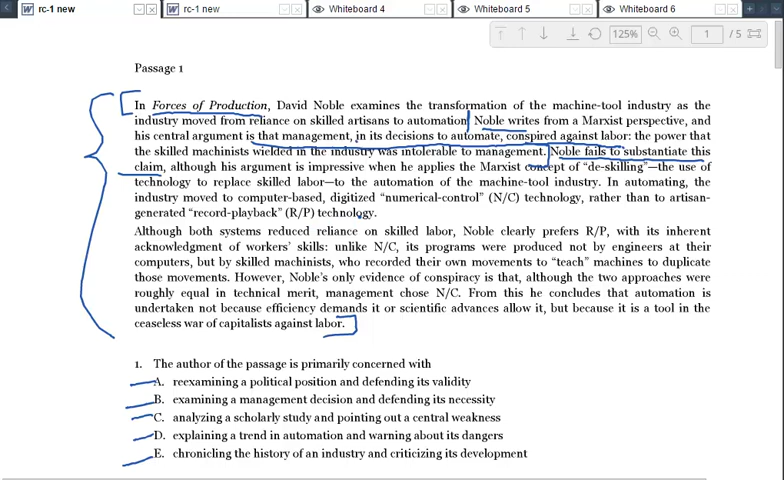 rc-1 new
rc-1 new
Whiteboard 4
Whiteboard 5
Whiteboard 6
125%
1
/ 5
Passage 1
In Forces of Production, David Noble examines the transformation of the machine-tool industry as the
industry moved from reliance on skilled artisans to automation. Noble writes from a Marxist perspective, and
his central argument is that management, in its decisions to automate, conspired against labor: the power that
the skilled machinists wielded in the industry was intolerable to management. Noble fails to substantiate this
claim, although his argument is impressive when he applies the Marxist concept of “de-skilling”—the use of
technology to replace skilled labor—to the automation of the machine-tool industry. In automating, the
industry moved to computer-based, digitized “numerical-control” (N/C) technology, rather than to artisan-
generated “record-playback” (R/P) technology.
Although both systems reduced reliance on skilled labor, Noble clearly prefers R/P, with its inherent
acknowledgment of workers’ skills: unlike N/C, its programs were produced not by engineers at their
computers, but by skilled machinists, who recorded their own movements to “teach” machines to duplicate
those movements. However, Noble’s only evidence of conspiracy is that, although the two approaches were
roughly equal in technical merit, management chose N/C. From this he concludes that automation is
undertaken not because efficiency demands it or scientific advances allow it, but because it is a tool in the
ceaseless war of capitalists against labor.
1. The author of the passage is primarily concerned with
A. reexamining a political position and defending its validity
B. examining a management decision and defending its necessity
C. analyzing a scholarly study and pointing out a central weakness
D. explaining a trend in automation and warning about its dangers
E. chronicling the history of an industry and criticizing its development